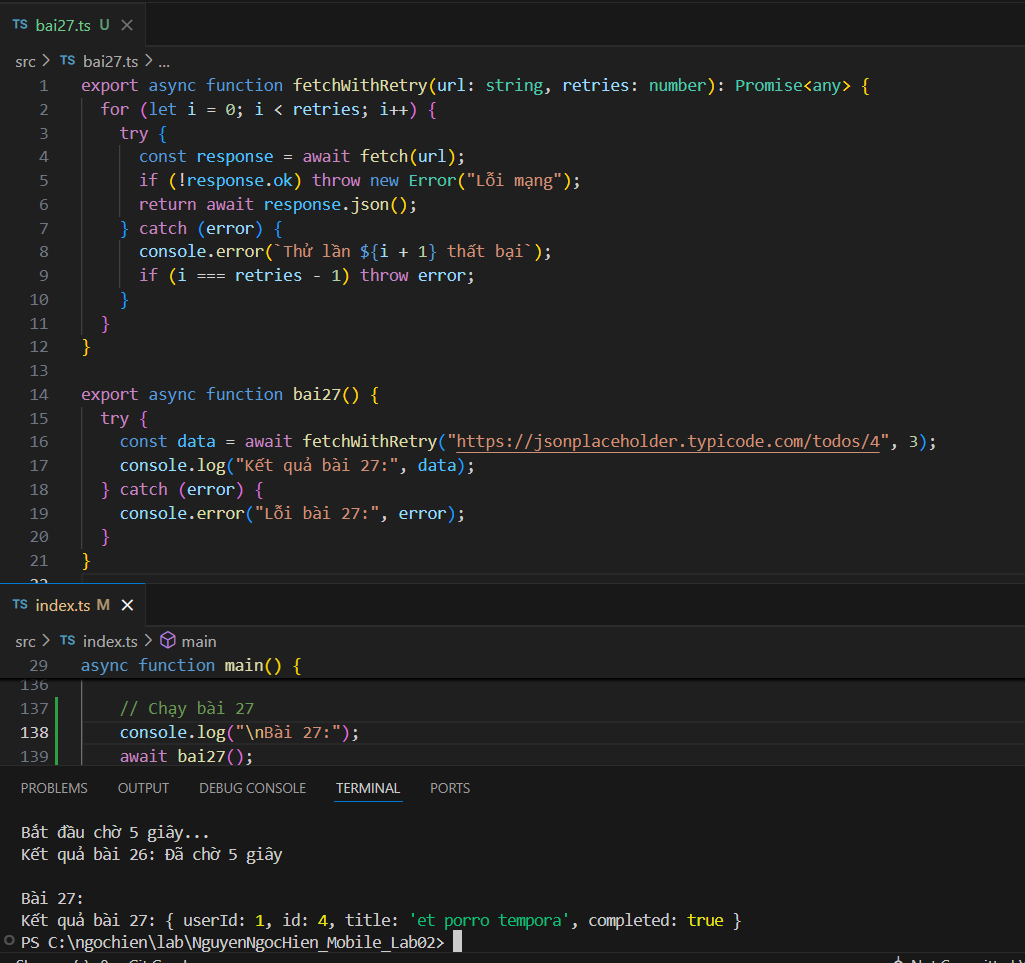 TS bai27.ts U ×
src > TS bai27.ts > ...
1 export async function fetchWithRetry(url: string, retries: number): Promise<any> {
2 for (let i = 0; i < retries; i++) {
3 try {
4 const response = await fetch(url);
5 if (!response.ok) throw new Error("Lỗi mạng");
6 return await response.json();
7 } catch (error) {
8 console.error(`Thử lần ${i + 1} thất bại`);
9 if (i === retries - 1) throw error;
10 }
11 }
12 }
13
14 export async function bai27() {
15 try {
16 const data = await fetchWithRetry("https://jsonplaceholder.typicode.com/todos/4", 3);
17 console.log("Kết quả bài 27:", data);
18 } catch (error) {
19 console.error("Lỗi bài 27:", error);
20 }
21 }
22
TS index.ts M ×
src > TS index.ts > main
29 async function main() {
136
137 // Chạy bài 27
138 console.log("\nBài 27:");
139 await bai27();
PROBLEMS OUTPUT DEBUG CONSOLE TERMINAL PORTS
Bắt đầu chờ 5 giây...
Kết quả bài 26: Đã chờ 5 giây
Bài 27:
Kết quả bài 27: { userId: 1, id: 4, title: 'et porro tempora', completed: true }
PS C:\ngochien\lab\NguyenNgocHien_Mobile_Lab02>